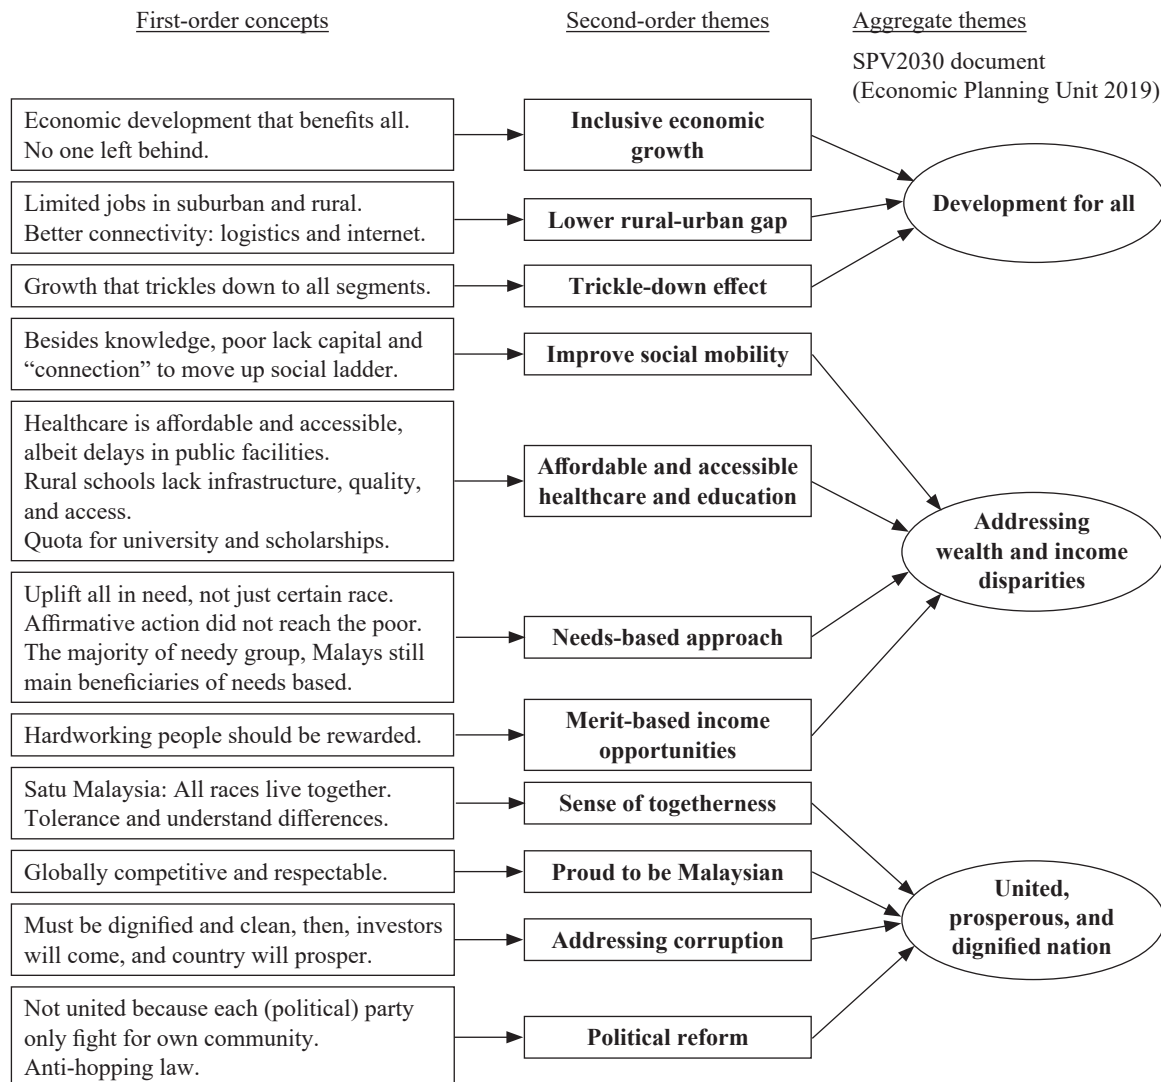 First-order concepts
Second-order themes
Aggregate themes
SPV2030 document
(Economic Planning Unit 2019)
Economic development that benefits all.
No one left behind.
Inclusive economic
growth
Limited jobs in suburban and rural.
Better connectivity: logistics and internet.
Lower rural-urban gap
Development for all
Growth that trickles down to all segments.
Trickle-down effect
Besides knowledge, poor lack capital and
“connection” to move up social ladder.
Improve social mobility
Healthcare is affordable and accessible,
albeit delays in public facilities.
Rural schools lack infrastructure, quality,
and access.
Quota for university and scholarships.
Affordable and accessible
healthcare and education
Addressing
wealth and income
disparities
Uplift all in need, not just certain race.
Affirmative action did not reach the poor.
The majority of needy group, Malays still
main beneficiaries of needs based.
Needs-based approach
Hardworking people should be rewarded.
Merit-based income
opportunities
Satu Malaysia: All races live together.
Tolerance and understand differences.
Sense of togetherness
Globally competitive and respectable.
Proud to be Malaysian
United,
prosperous, and
dignified nation
Must be dignified and clean, then, investors
will come, and country will prosper.
Addressing corruption
Not united because each (political) party
only fight for own community.
Anti-hopping law.
Political reform